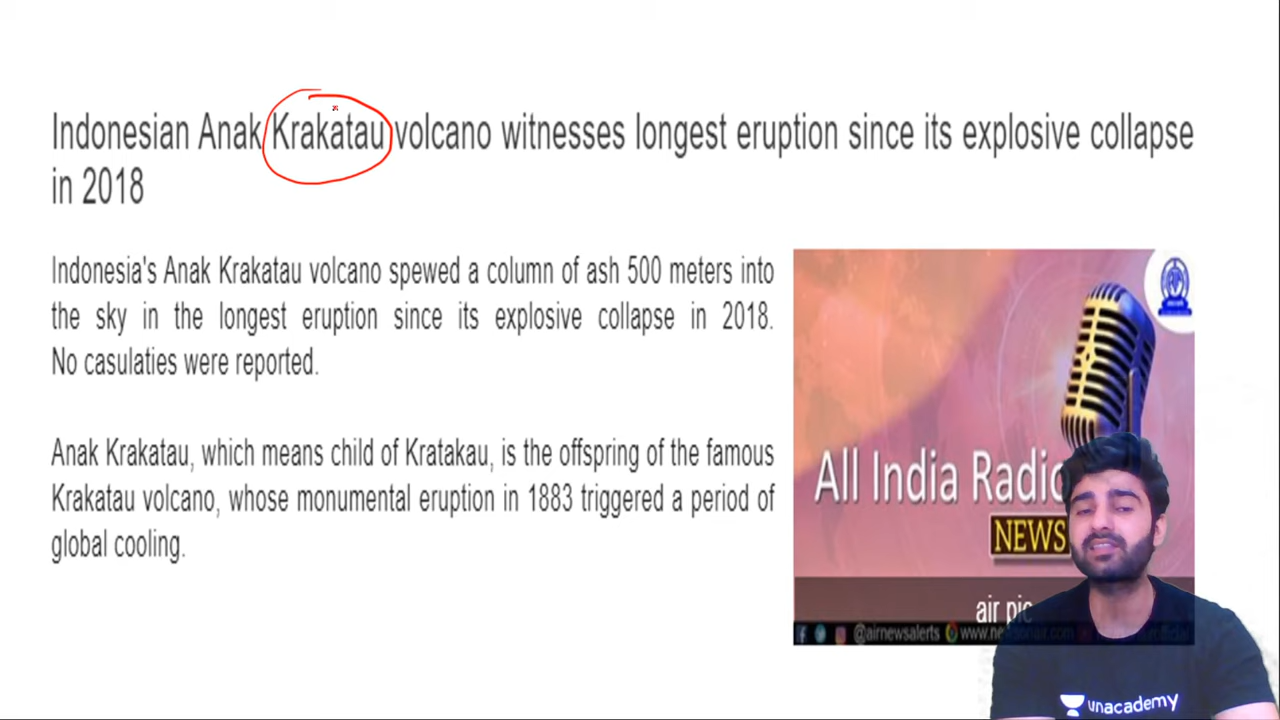 Indonesian Anak Krakatau volcano witnesses longest eruption since its explosive collapse
in 2018
Indonesia's Anak Krakatau volcano spewed a column of ash 500 meters into
the sky in the longest eruption since its explosive collapse in 2018.
No casulaties were reported.
Anak Krakatau, which means child of Kratakau, is the offspring of the famous
Krakatau volcano, whose monumental eruption in 1883 triggered a period of
global cooling.
All India Radio
NEWS
air pic
@airnewsalerts
unacademy